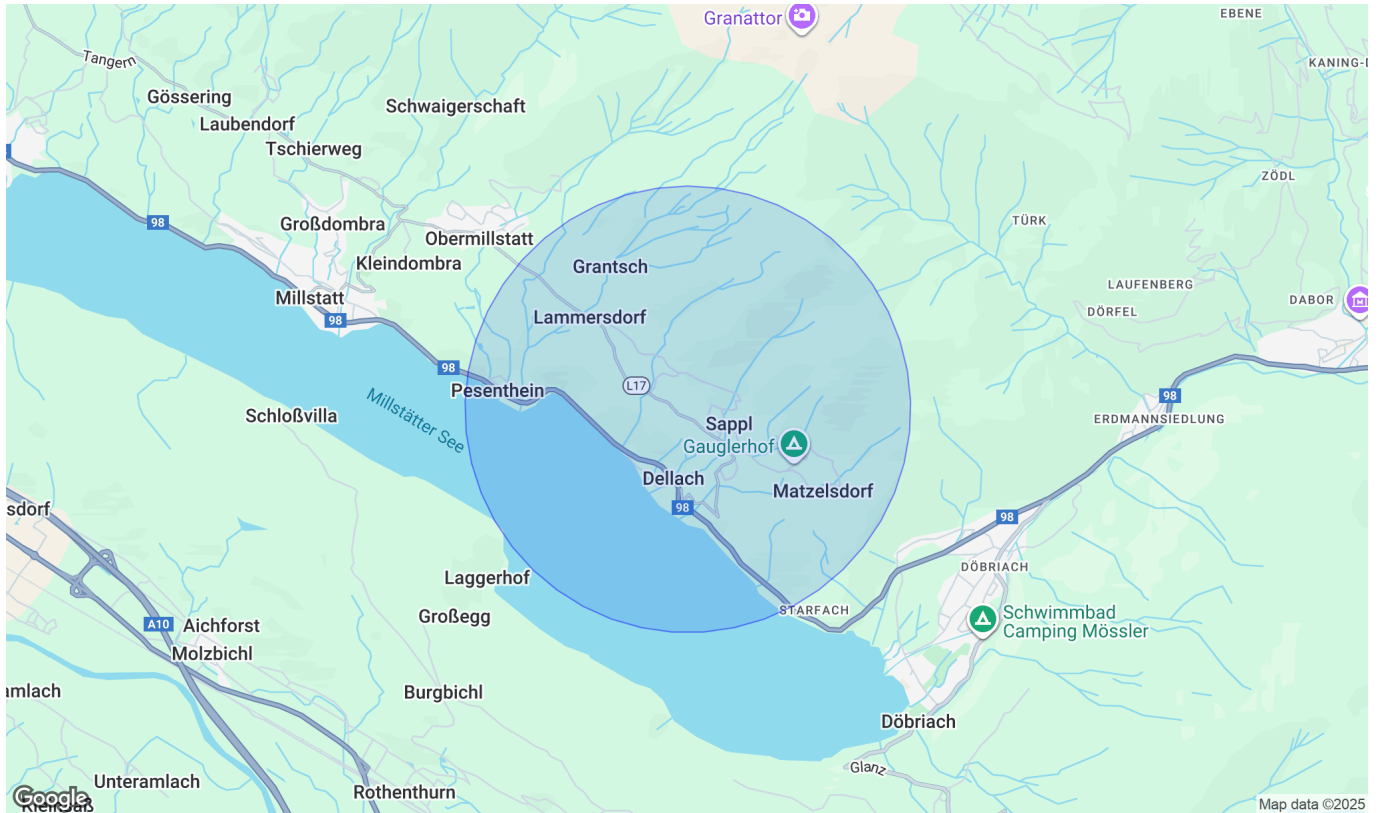 Granattor
EBENE
Tangern
KANING-D
Gössering
Schwaigerschaft
Laubendorf
Tschierweg
ZÖDL
98
Großdombra
TÜRK
Obermillstatt
Kleindombra
Grantsch
LAUFENBERG
Millstatt
DABOR
98
Lammersdorf
DÖRFEL
98
Pesenthein
L17
98
Schloßvilla
Millstätter See
Sappl
ERDMANNSIEDLUNG
Gauglerhof
Dellach
Matzelsdorf
98
98
sdorf
DÖBRIACH
Laggerhof
Großegg
STARFACH
Schwimmbad
Camping Mössler
A10
Aichforst
Molzbichl
amlach
Burgbichl
Döbriach
Glanz
Unteramlach
Rothenthurn
Google
Map data ©2025